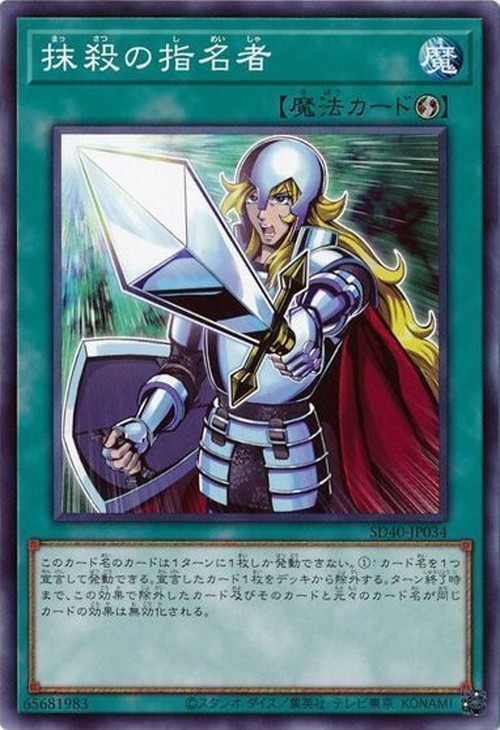 抹殺の指名者
魔
【魔法カード】
SD40-JP034
このカード名のカードは1ターンに1枚しか発動できない。①:カード名を1つ
宣言して発動できる。宣言したカード1枚をデッキから除外する。ターン終了時
まで、この効果で除外したカード及びそのカードと元々のカード名が同じ
カードの効果は無効化される。
65681983
©スタジオ・ダイス/集英社・テレビ東京・KONAMI